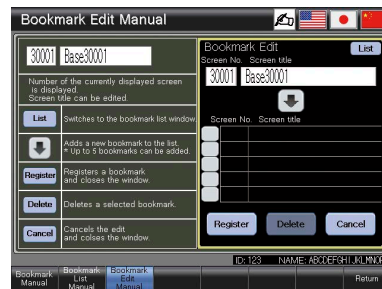 Bookmark Edit Manual
30001 Base30001
Number of the currently displayed screen
is displayed.
Screen title can be edited.
List Switches to the bookmark list window.
Adds a new bookmark to the list.
* Up to 5 bookmarks can be added.
Register Registers a bookmark
and closes the window.
Delete Deletes a selected bookmark.
Cancel Cancels the edit
and colses the window.
Bookmark Edit List
Screen No. Screen title
30001 Base30001
Screen No. Screen title
Register Delete Cancel
ID: 123 NAME: ABCDEFGHIJKLMNOP
Bookmark
Manual
Bookmark
List
Manual
Bookmark
Edit
Manual
Return